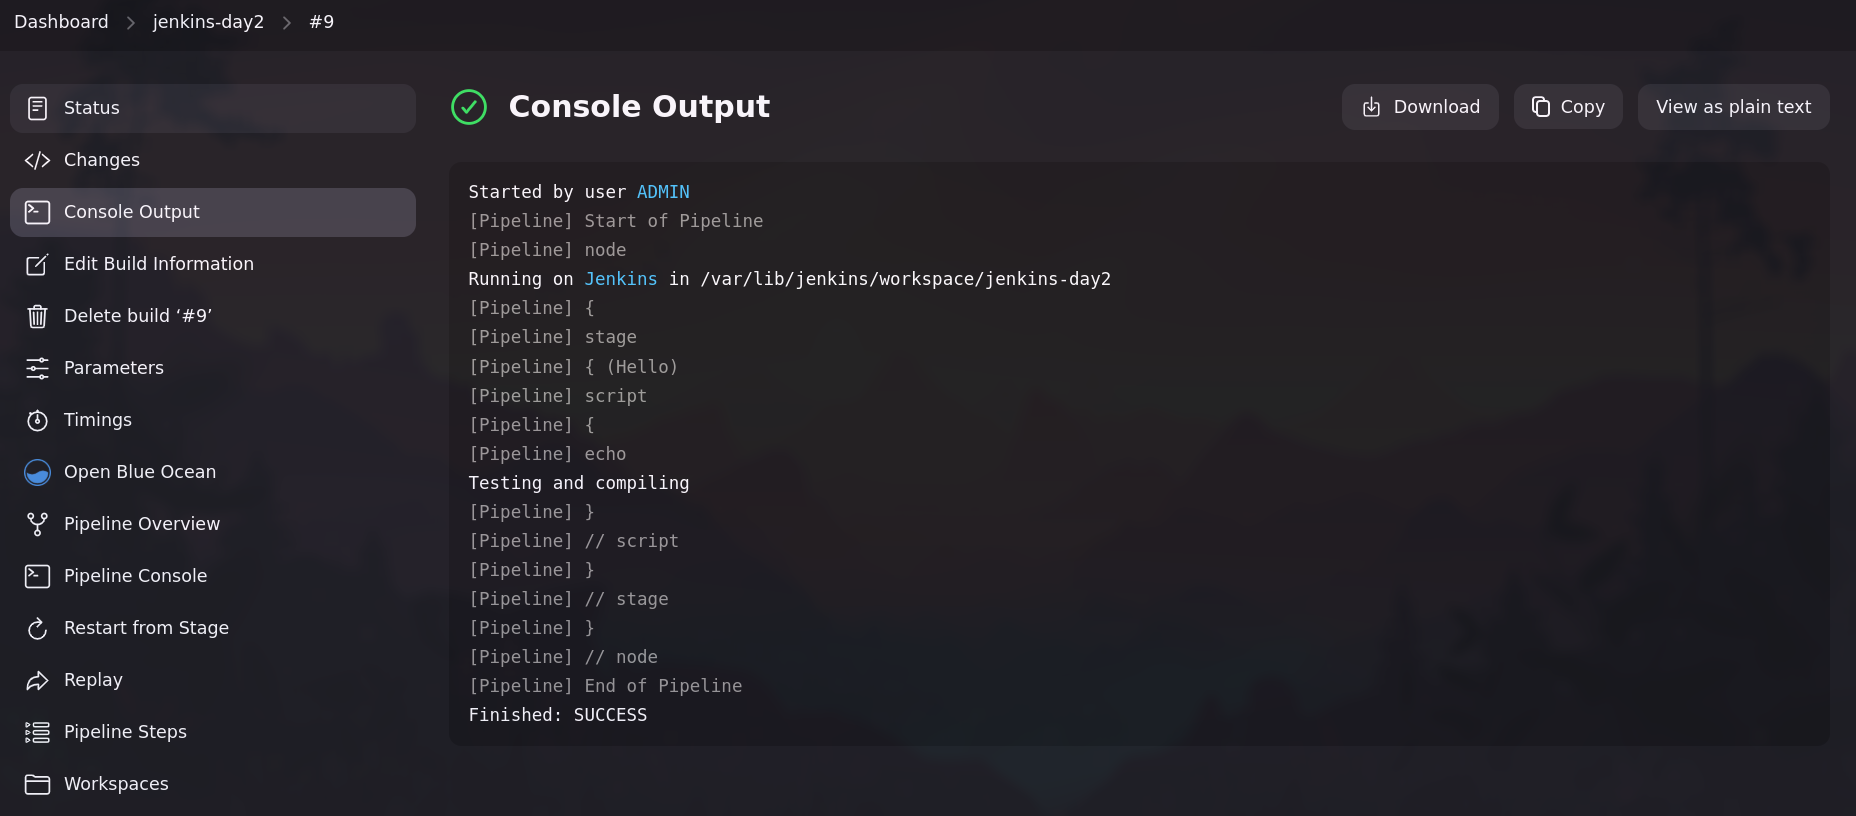 Dashboard > jenkins-day2 > #9
Status
Changes
Console Output
Edit Build Information
Delete build ‘#9’
Parameters
Timings
Open Blue Ocean
Pipeline Overview
Pipeline Console
Restart from Stage
Replay
Pipeline Steps
Workspaces
Console Output
Download
Copy
View as plain text
Started by user ADMIN
[Pipeline] Start of Pipeline
[Pipeline] node
Running on Jenkins in /var/lib/jenkins/workspace/jenkins-day2
[Pipeline] {
[Pipeline] stage
[Pipeline] { (Hello)
[Pipeline] script
[Pipeline] {
[Pipeline] echo
Testing and compiling
[Pipeline] }
[Pipeline] // script
[Pipeline] }
[Pipeline] // stage
[Pipeline] }
[Pipeline] // node
[Pipeline] End of Pipeline
Finished: SUCCESS